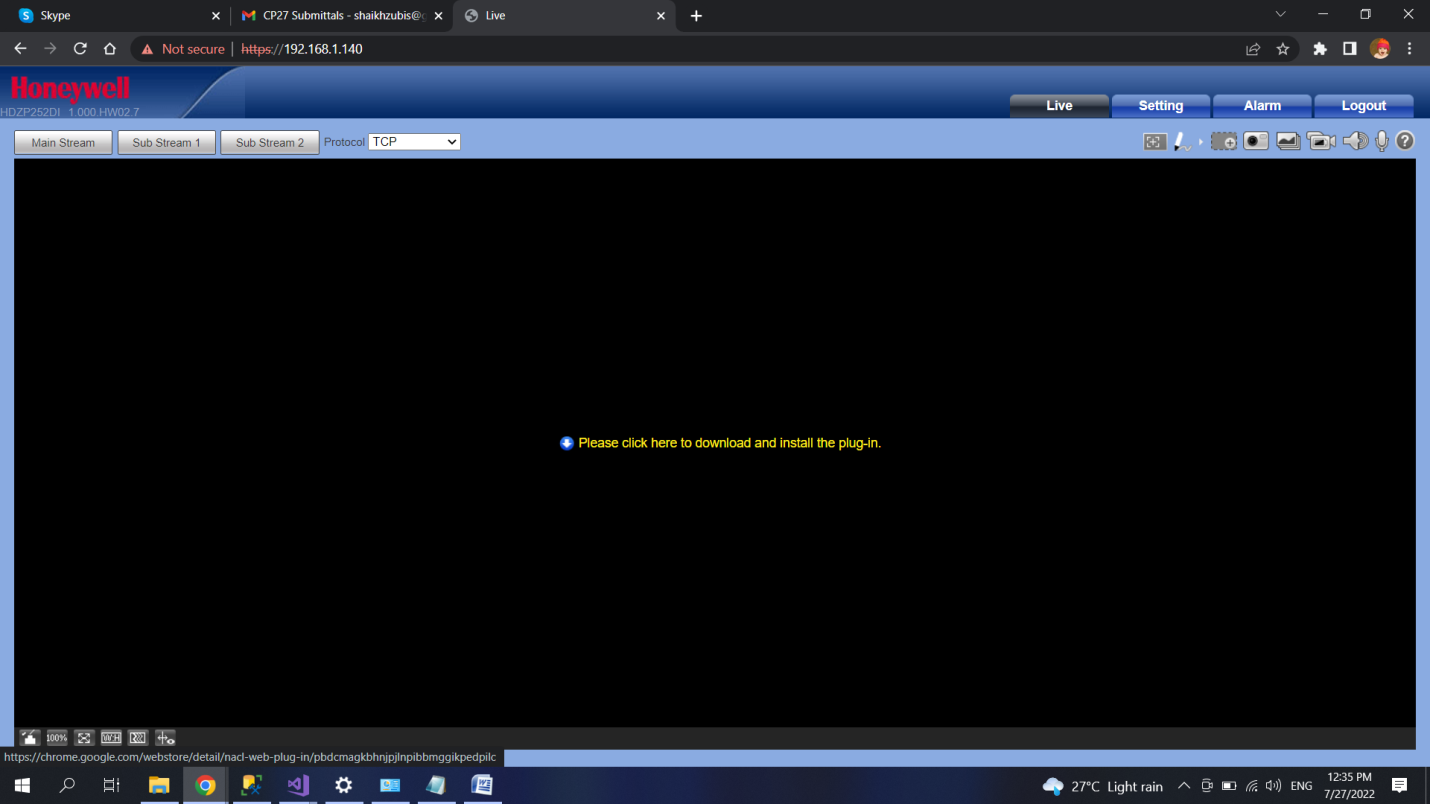 Skype
CP27 Submittals - shaikhzubis@g
Live
Not secure
https://192.168.1.140
Honeywell
HDZP252DI 1.000.HW02.7
Live
Setting
Alarm
Logout
Main Stream
Sub Stream 1
Sub Stream 2
Protocol
TCP
Please click here to download and install the plug-in.
100%
W:H
https://chrome.google.com/webstore/detail/nacl-web-plug-in/pbdcmagkbhnjpjlnpibbmggikpedpilc
27°C Light rain
ENG
12:35 PM
7/27/2022